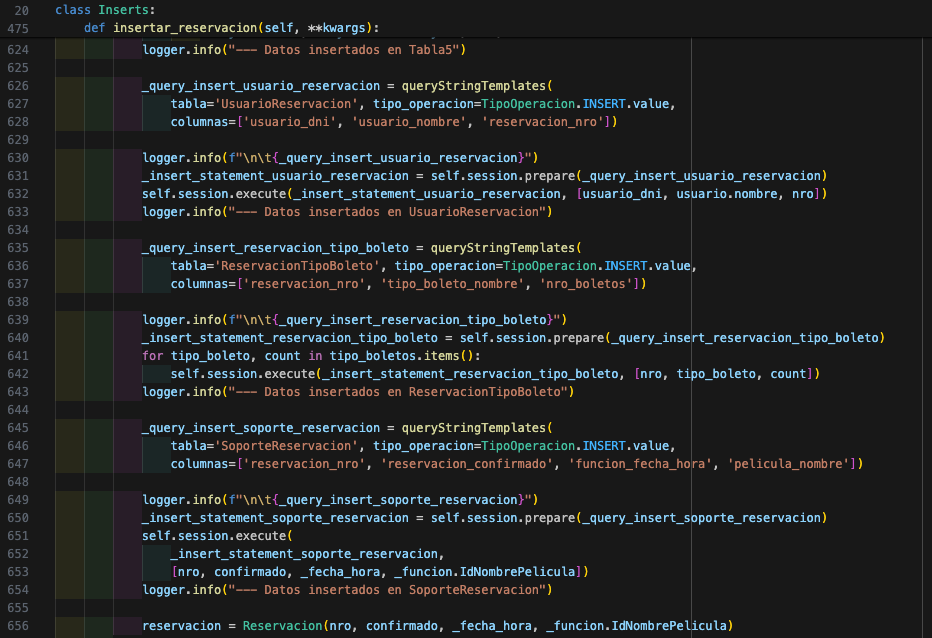 20 class Inserts:
475 def insertar_reservacion(self, **kwargs):
624 logger.info("--- Datos insertados en Tabla5")
625
626 _query_insert_usuario_reservacion = queryStringTemplates(
627 tabla='UsuarioReservacion', tipo_operacion=TipoOperacion.INSERT.value,
628 columnas=['usuario_dni', 'usuario_nombre', 'reservacion_nro'])
629
630 logger.info(f"\n\t{_query_insert_usuario_reservacion}")
631 _insert_statement_usuario_reservacion = self.session.prepare(_query_insert_usuario_reservacion)
632 self.session.execute(_insert_statement_usuario_reservacion, [usuario_dni, usuario.nombre, nro])
633 logger.info("--- Datos insertados en UsuarioReservacion")
634
635 _query_insert_reservacion_tipo_boleto = queryStringTemplates(
636 tabla='ReservacionTipoBoleto', tipo_operacion=TipoOperacion.INSERT.value,
637 columnas=['reservacion_nro', 'tipo_boleto_nombre', 'nro_boletos'])
638
639 logger.info(f"\n\t{_query_insert_reservacion_tipo_boleto}")
640 _insert_statement_reservacion_tipo_boleto = self.session.prepare(_query_insert_reservacion_tipo_boleto)
641 for tipo_boleto, count in tipo_boletos.items():
642 self.session.execute(_insert_statement_reservacion_tipo_boleto, [nro, tipo_boleto, count])
643 logger.info("--- Datos insertados en ReservacionTipoBoleto")
644
645 _query_insert_soporte_reservacion = queryStringTemplates(
646 tabla='SoporteReservacion', tipo_operacion=TipoOperacion.INSERT.value,
647 columnas=['reservacion_nro', 'reservacion_confirmado', 'funcion_fecha_hora', 'pelicula_nombre'])
648
649 logger.info(f"\n\t{_query_insert_soporte_reservacion}")
650 _insert_statement_soporte_reservacion = self.session.prepare(_query_insert_soporte_reservacion)
651 self.session.execute(
652 _insert_statement_soporte_reservacion,
653 [nro, confirmado, _fecha_hora, _funcion.IdNombrePelicula])
654 logger.info("--- Datos insertados en SoporteReservacion")
655
656 reservacion = Reservacion(nro, confirmado, _fecha_hora, _funcion.IdNombrePelicula)